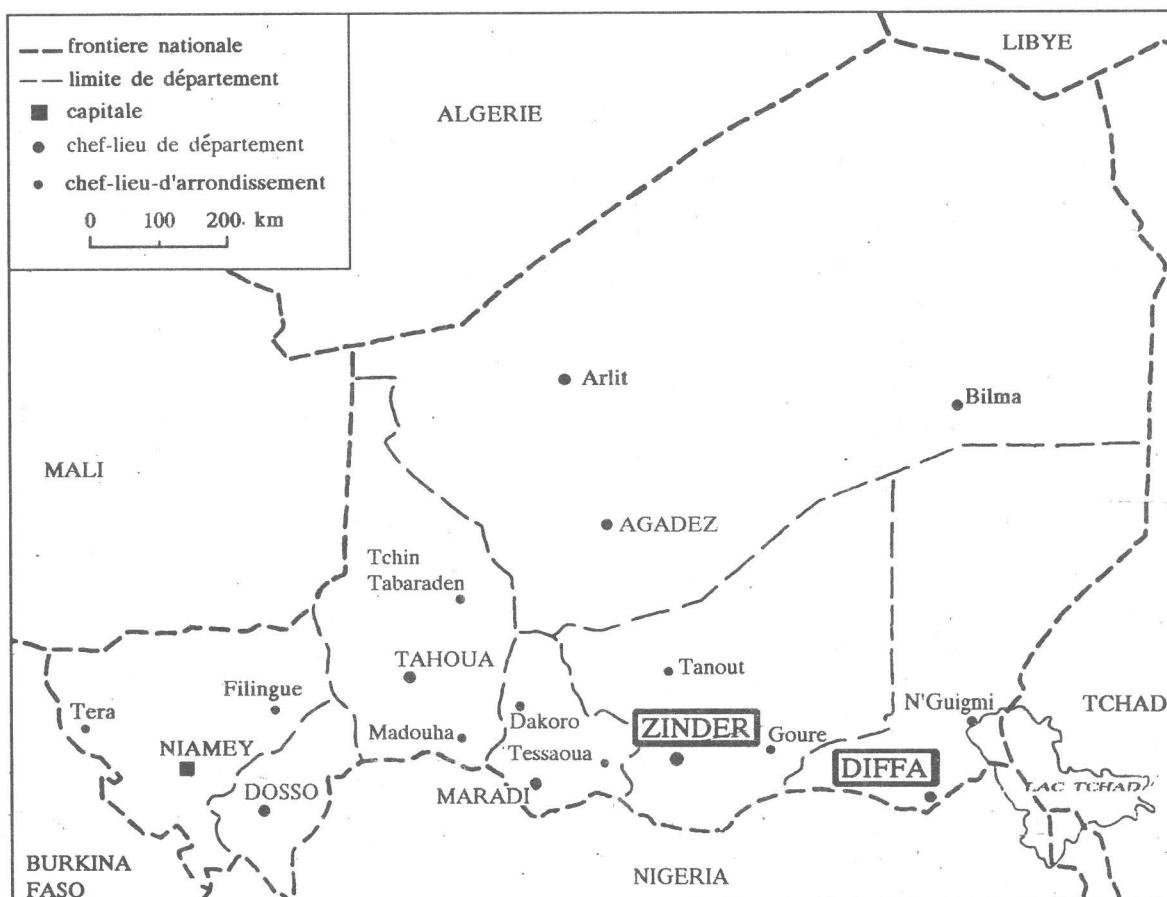 frontiere nationale
limite de département
capitale
chef-lieu de département
chef-lieu-d'arrondissement
0 100 200. km
LIBYE
ALGERIE
Arlit
Bilma
MALI
AGADEZ
Tchin
Tabaraden
TAHOUA
Tanout
Filingue
Tera
Dakoro
N'Guigmi
TCHAD
Madouha
ZINDER
Goure
NIAMEY
Tessaoua
DIFFA
DOSSO
MARADI
LAC TCHAD
BURKINA
FASO
NIGERIA